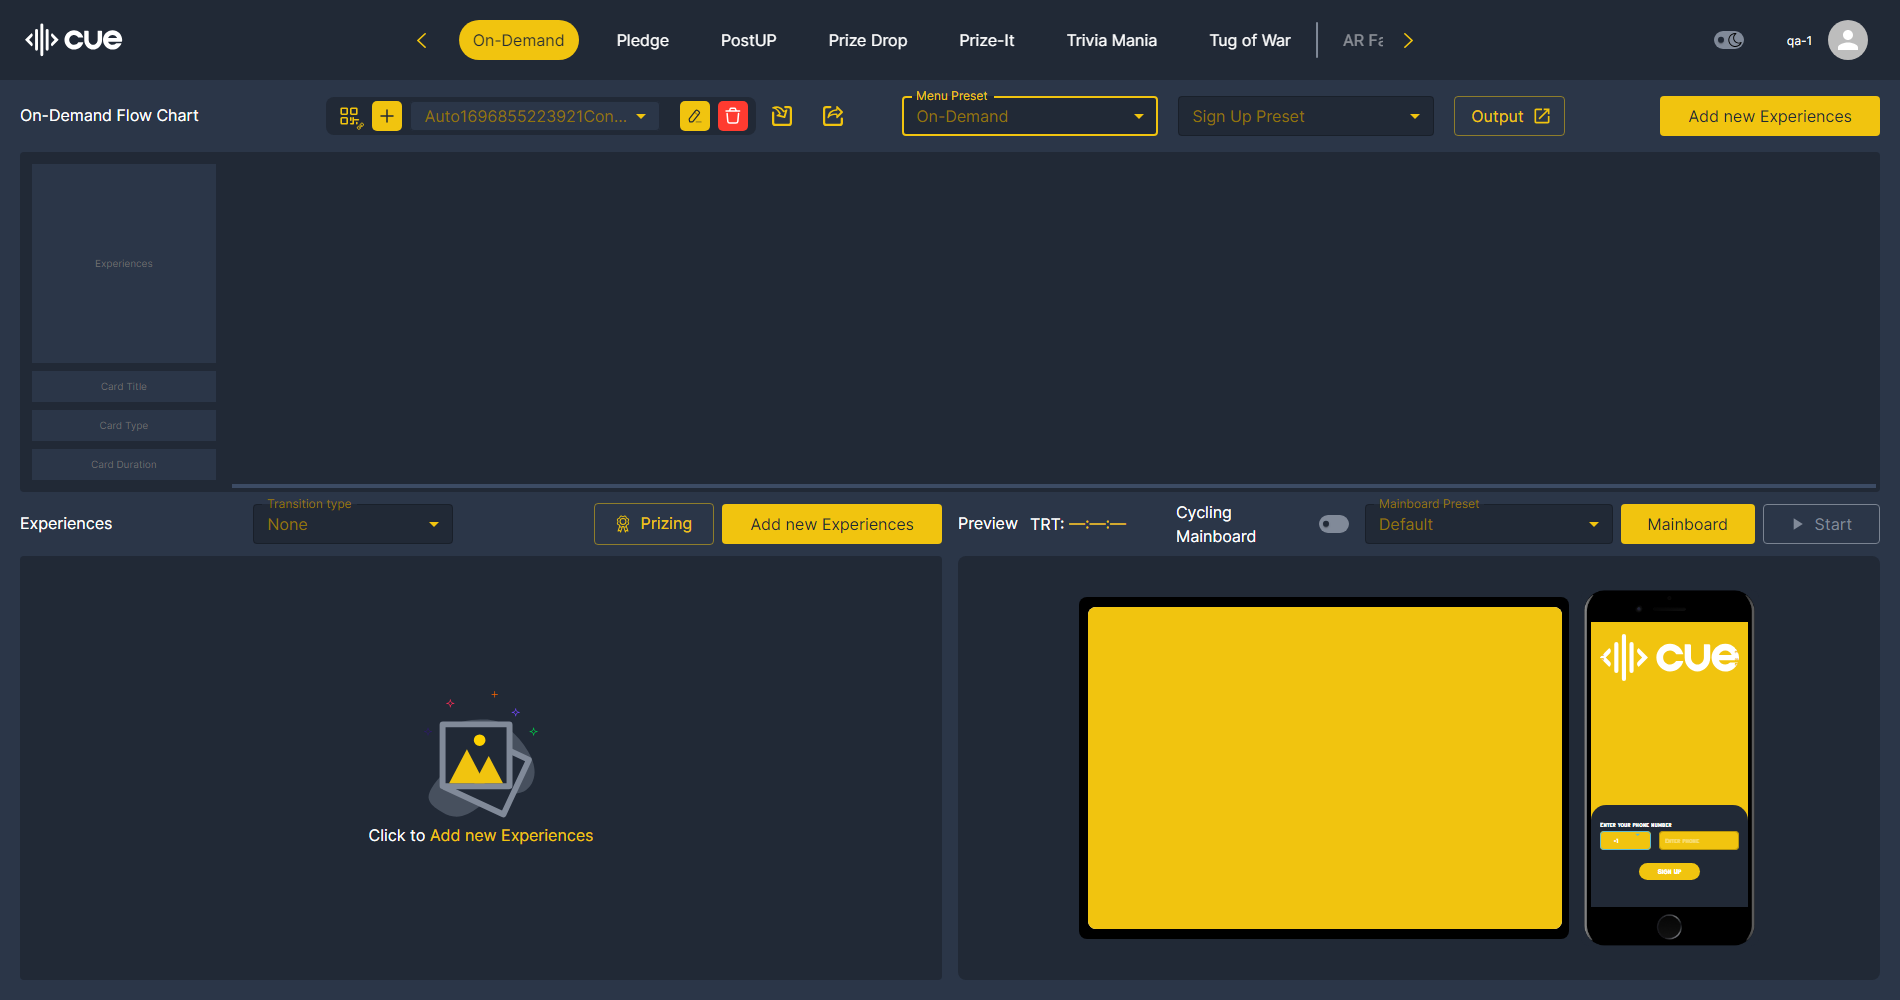 cue
On-Demand
Pledge
PostUP
Prize Drop
Prize-It
Trivia Mania
Tug of War
AR Fa
qa-1
On-Demand Flow Chart
Auto1696855223921Con...
Menu Preset
On-Demand
Sign Up Preset
Output
Add new Experiences
Experiences
Card Title
Card Type
Card Duration
Experiences
Transition type
None
Prizing
Add new Experiences
Preview
TRT: —:—:—
Cycling
Mainboard
Mainboard Preset
Default
Mainboard
Start
Click to Add new Experiences
cue
Enter your phone number
+1
Enter phone
Sign up